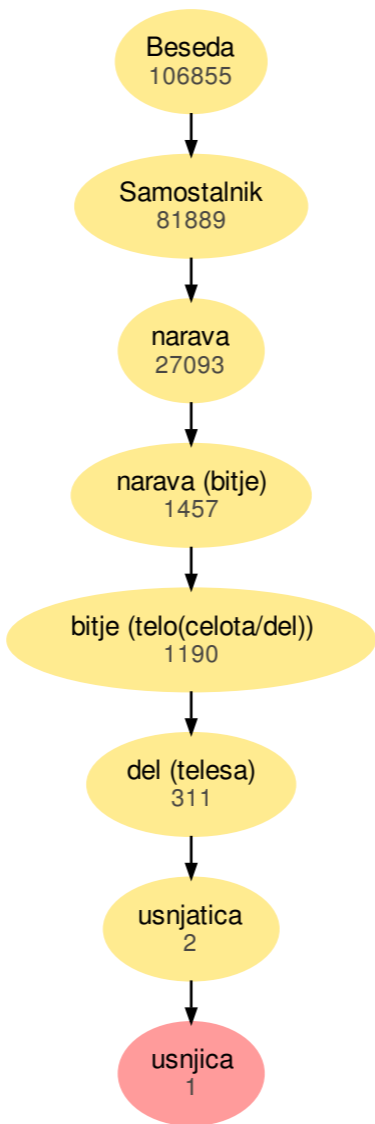 Beseda
106855
Samostalnik
81889
narava
27093
narava (bitje)
1457
bitje (telo(celota/del))
1190
del (telesa)
311
usnjatica
2
usnjica
1